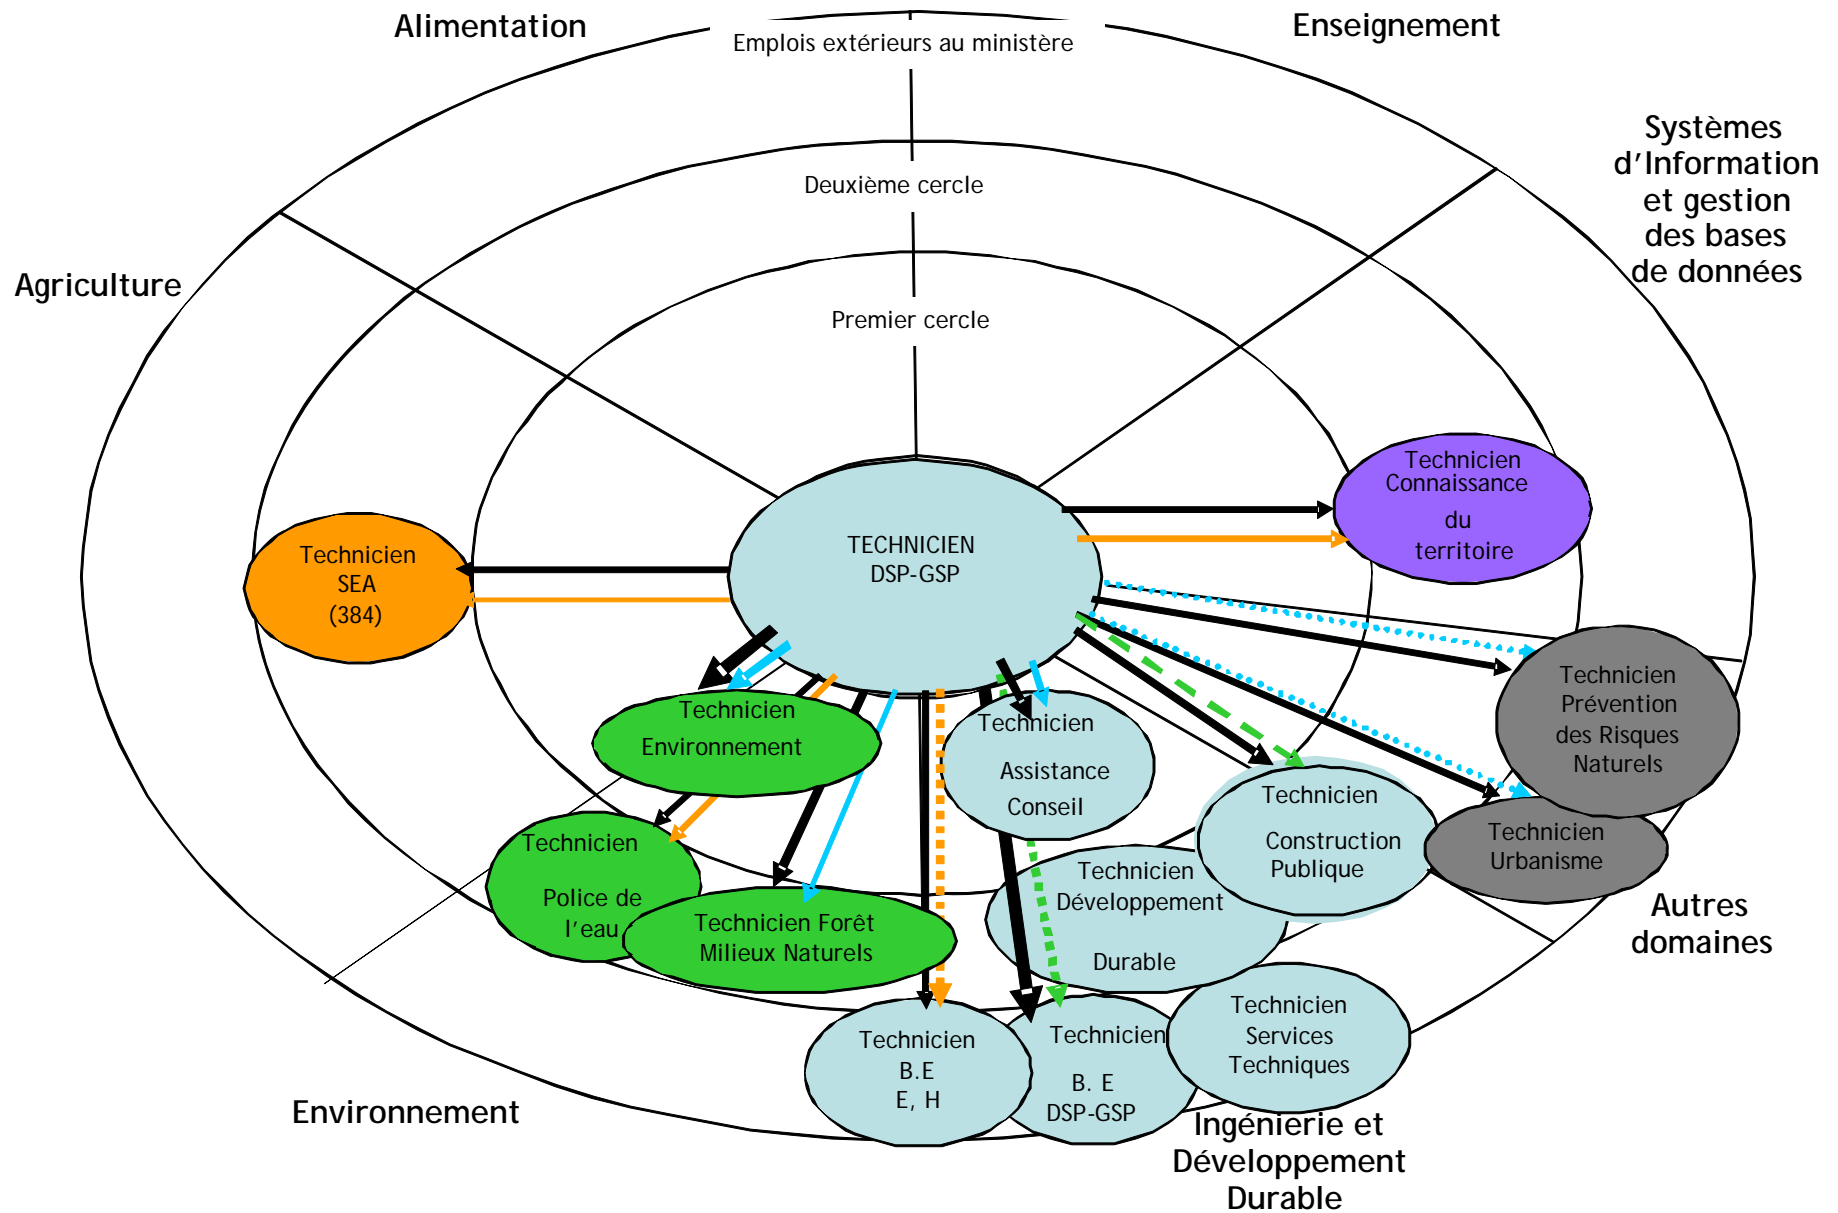 Alimentation
Enseignement
Emplois extérieurs au ministère
Systèmes
d'Information
et gestion
des bases
de données
Deuxième cercle
Agriculture
Premier cercle
Technicien
Connaissance
du
territoire
TECHNICIEN
DSP-GSP
Technicien
SEA
(384)
Technicien
Prévention
des Risques
Naturels
Technicien
Environnement
Technicien
Assistance
Conseil
Technicien
Construction
Publique
Technicien
Urbanisme
Technicien
Police de
l'eau
Technicien Forêt
Milieux Naturels
Technicien
Développement
Durable
Autres
domaines
Technicien
B.E
E, H
Technicien
B. E
DSP-GSP
Technicien
Services
Techniques
Environnement
Ingénierie et
Développement
Durable